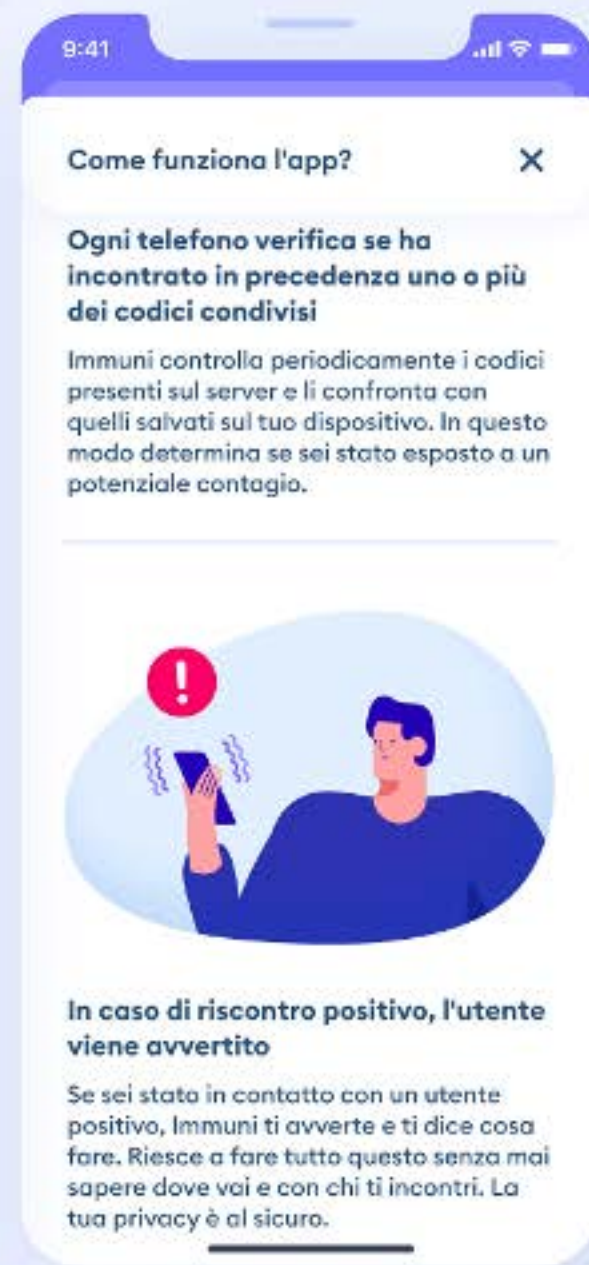 9:41
Come funziona l'app?
Ogni telefono verifica se ha
incontrato in precedenza uno o più
dei codici condivisi
Immuni controlla periodicamente i codici
presenti sul server e li confronta con
quelli salvati sul tuo dispositivo. In questo
modo determina se sei stato esposto a un
potenziale contagio.
In caso di riscontro positivo, l'utente
viene avvertito
Se sei stato in contatto con un utente
positivo, Immuni ti avverte e ti dice cosa
fare. Riesce a fare tutto questo senza mai
sapere dove vai e con chi ti incontri. La
tua privacy è al sicuro.